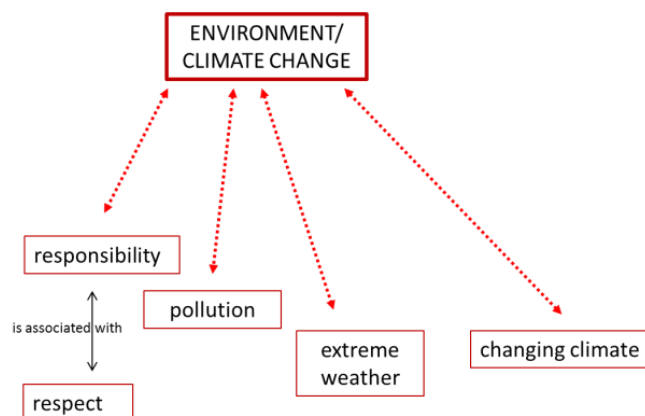 ENVIRONMENT/
CLIMATE CHANGE
responsibility
pollution
is associated with
extreme
weather
changing climate
respect